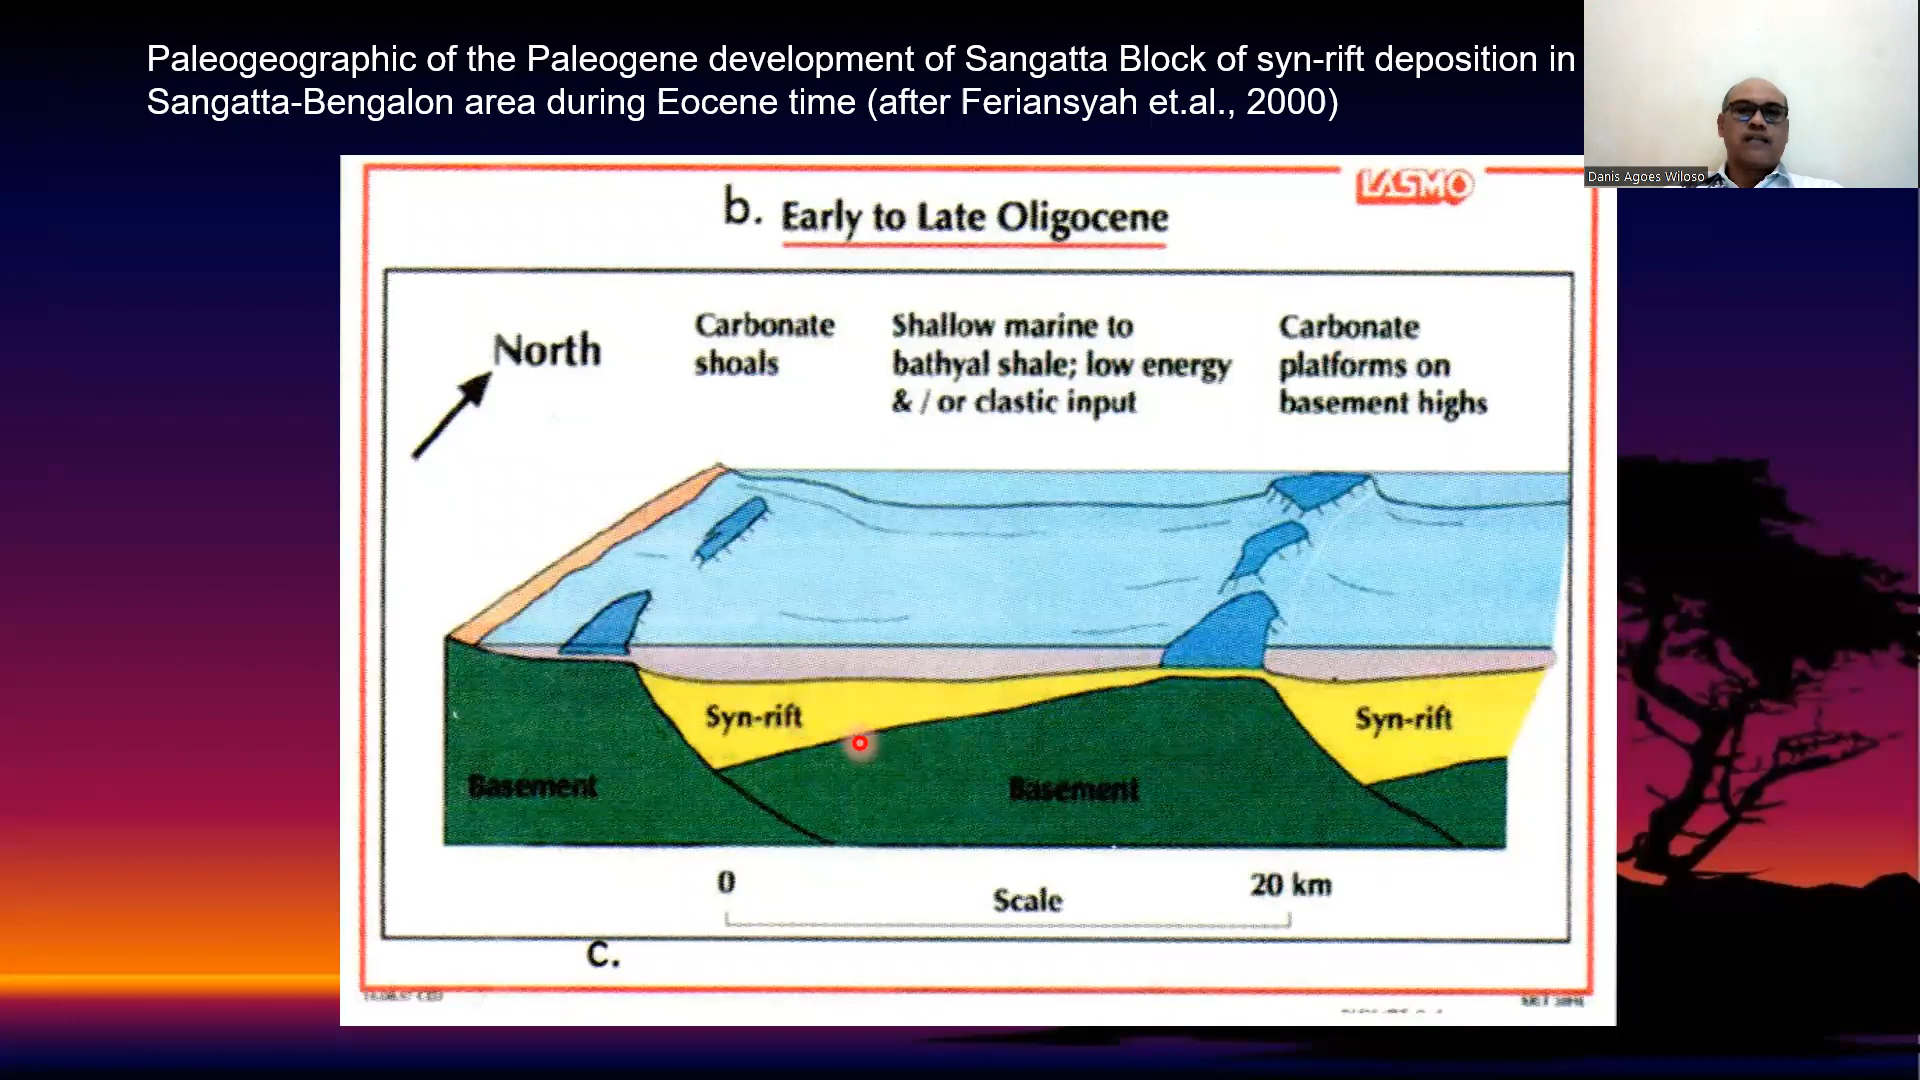 Paleogeographic of the Paleogene development of Sangatta Block of syn-rift deposition in
Sangatta-Bengalon area during Eocene time (after Feriansyah et.al., 2000)
Danis Agoes Wiloso
LASMO
b. Early to Late Oligocene
North
Carbonate
shoals
Shallow marine to
bathyal shale; low energy
& / or clastic input
Carbonate
platforms on
basement highs
Syn-rift
Syn-rift
Basement
Basement
0
20 km
Scale
c.